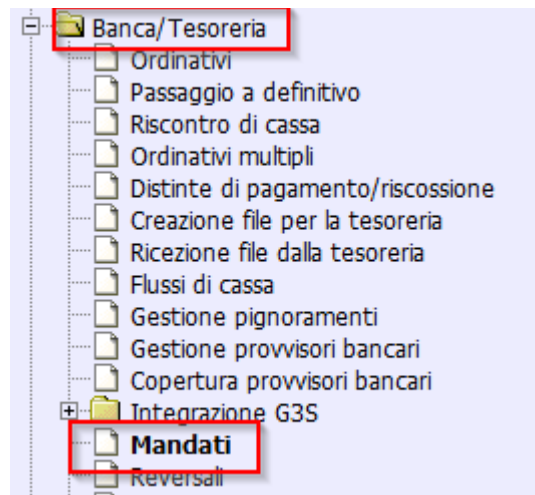 Banca/Tesoreria
Ordinativi
Passaggio a definitivo
Riscontro di cassa
Ordinativi multipli
Distinte di pagamento/riscossione
Creazione file per la tesoreria
Ricezione file dalla tesoreria
Flussi di cassa
Gestione pignoramenti
Gestione provvisori bancari
Copertura provvisori bancari
Integrazione G3S
Mandati
Reversali